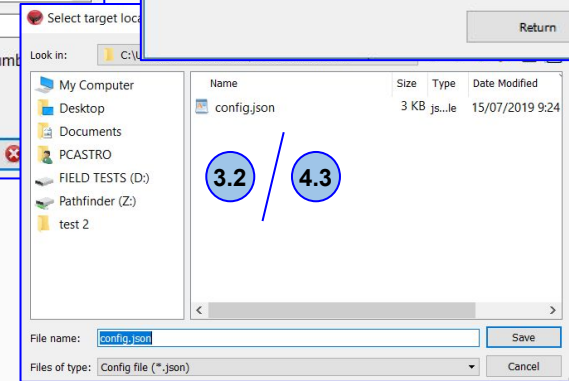 Select target loca
Return
Look in: C:\U
My Computer
Desktop
Documents
PCASTRO
FIELD TESTS (D:)
Pathfinder (Z:)
test 2
Name Size Type Date Modified
config.json 3 KB js...le 15/07/2019 9:24
3.2 / 4.3
File name: config.json Save
Files of type: Config file (*.json) Cancel